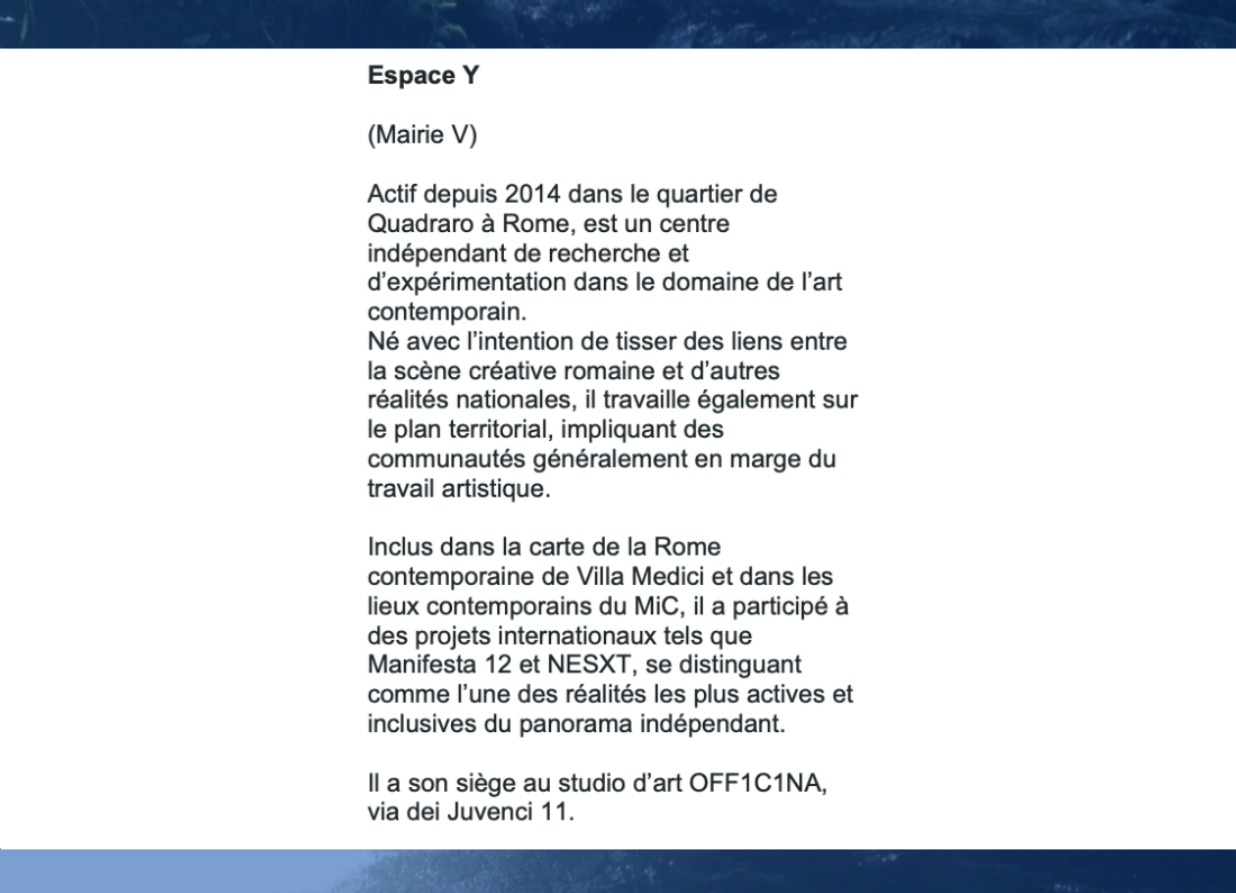 Espace Y
(Mairie V)
Actif depuis 2014 dans le quartier de
Quadraro à Rome, est un centre
indépendant de recherche et
d’expérimentation dans le domaine de l’art
contemporain.
Né avec l’intention de tisser des liens entre
la scène créative romaine et d’autres
réalités nationales, il travaille également sur
le plan territorial, impliquant des
communautés généralement en marge du
travail artistique.
Inclus dans la carte de la Rome
contemporaine de Villa Medici et dans les
lieux contemporains du MiC, il a participé à
des projets internationaux tels que
Manifesta 12 et NESXT, se distinguant
comme l’une des réalités les plus actives et
inclusives du panorama indépendant.
Il a son siège au studio d’art OFF1C1NA,
via dei Juvenci 11.